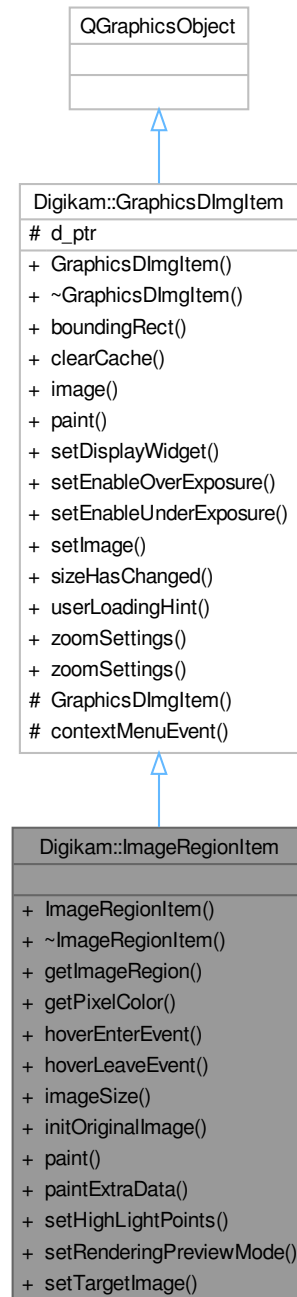 QGraphicsObject
Digikam::GraphicsDImgItem
# d_ptr
+ GraphicsDImgItem()
+ ~GraphicsDImgItem()
+ boundingRect()
+ clearCache()
+ image()
+ paint()
+ setDisplayWidget()
+ setEnableOverExposure()
+ setEnableUnderExposure()
+ setImage()
+ sizeHasChanged()
+ userLoadingHint()
+ zoomSettings()
+ zoomSettings()
# GraphicsDImgItem()
# contextMenuEvent()
Digikam::ImageRegionItem
+ ImageRegionItem()
+ ~ImageRegionItem()
+ getImageRegion()
+ getPixelColor()
+ hoverEnterEvent()
+ hoverLeaveEvent()
+ imageSize()
+ initOriginalImage()
+ paint()
+ paintExtraData()
+ setHighLightPoints()
+ setRenderingPreviewMode()
+ setTargetImage()